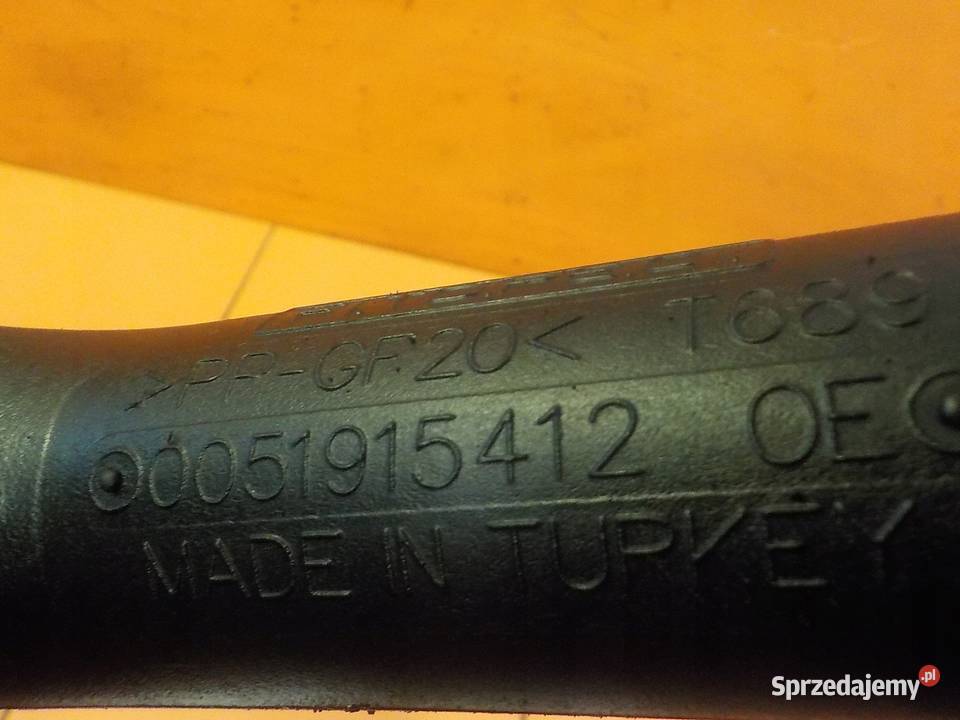 >PP-GF20< T689
0051915412 OE
MADE IN TURKEY
Sprzedajemy.pl